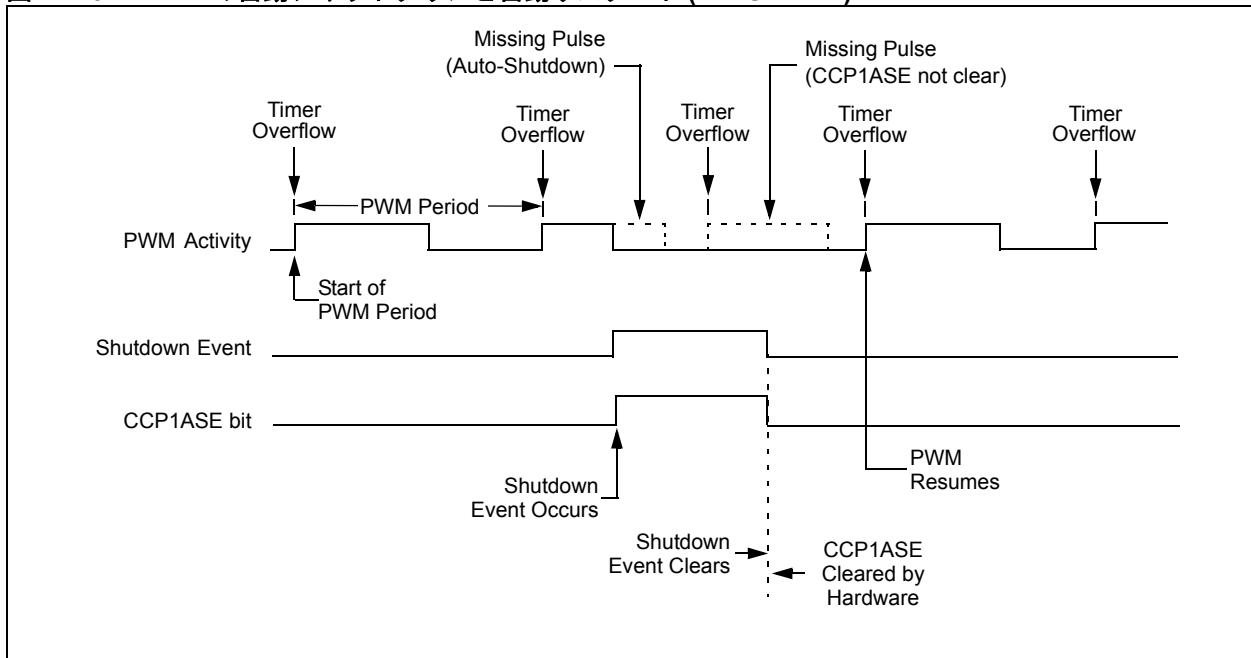 Missing Pulse
(Auto-Shutdown)
Missing Pulse
(CCP1ASE not clear)
Timer
Overflow
Timer
Overflow
Timer
Overflow
Timer
Overflow
Timer
Overflow
PWM Period
PWM Activity
Start of
PWM Period
Shutdown Event
CCP1ASE bit
PWM
Resumes
Shutdown
Event Occurs
Shutdown
Event Clears
CCP1ASE
Cleared by
Hardware